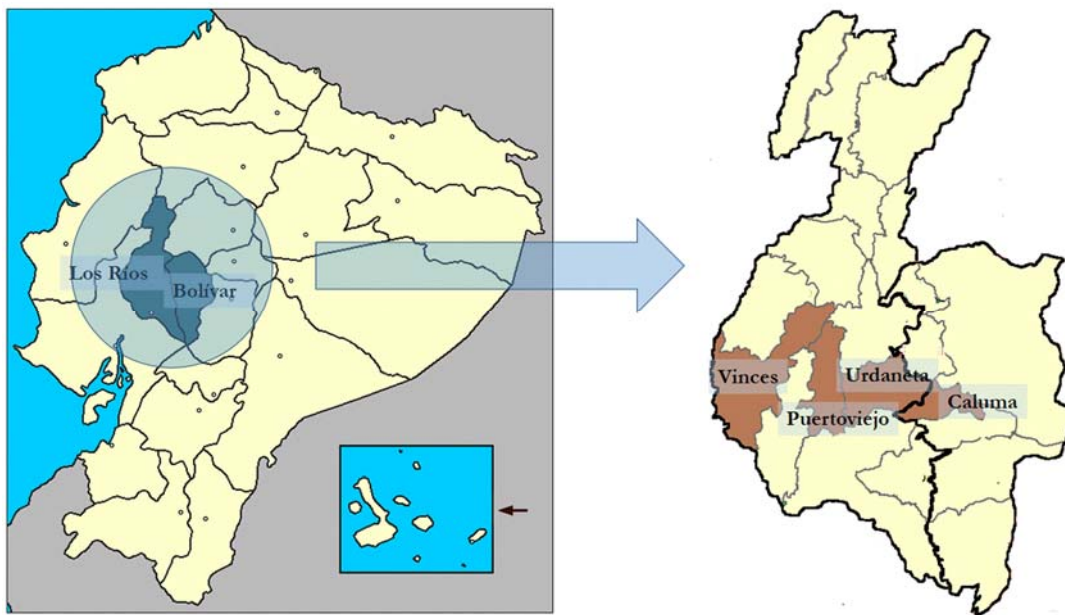 Los Ríos
Bolívar
Vinces
Urdaneta
Puertoviejo
Caluma